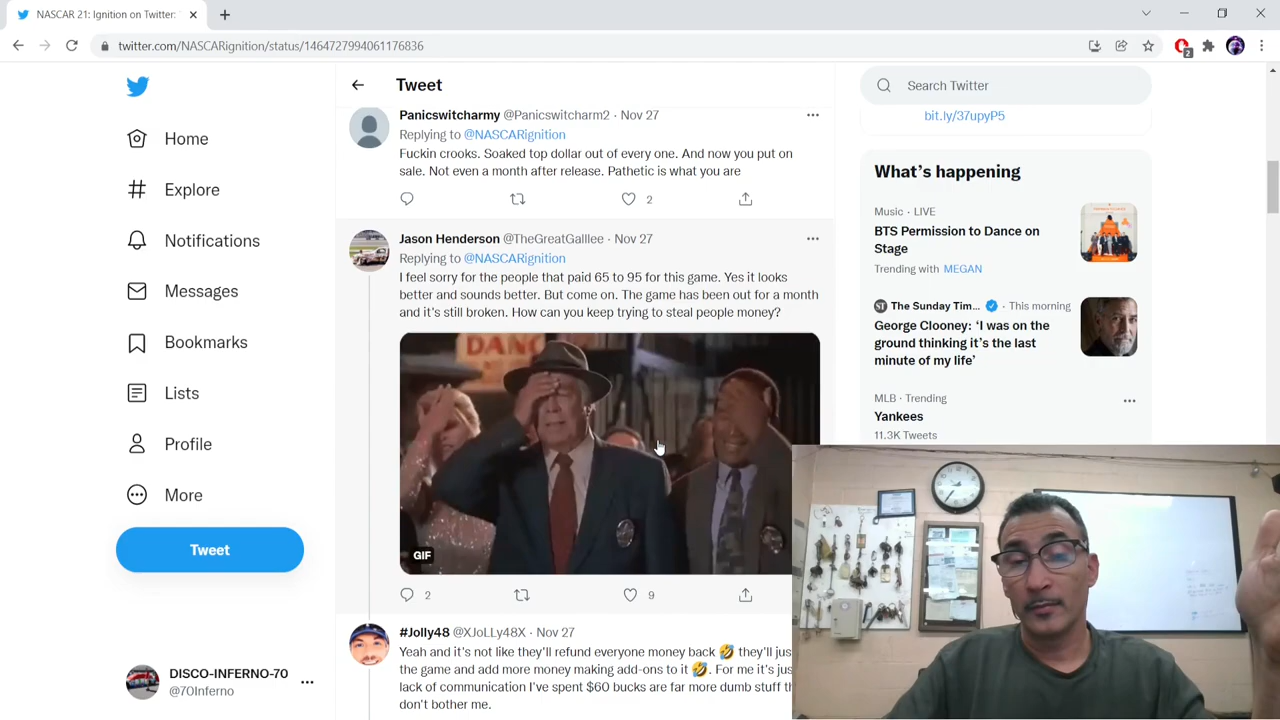 NASCAR 21: Ignition on Twitter:
twitter.com/NASCARignition/status/1464727994061176836
2
Tweet
Search Twitter
bit.ly/37upyP5
Home
Explore
Notifications
Messages
Bookmarks
Lists
Profile
More
Tweet
DISCO-INFERNO-70
@70Inferno
Panicswitcharmy @Panicswitcharm2 · Nov 27
Replying to @NASCARignition
Fuckin crooks. Soaked top dollar out of every one. And now you put on
sale. Not even a month after release. Pathetic is what you are
2
Jason Henderson @TheGreatGalllee · Nov 27
Replying to @NASCARignition
I feel sorry for the people that paid 65 to 95 for this game. Yes it looks
better and sounds better. But come on. The game has been out for a month
and it's still broken. How can you keep trying to steal people money?
DANC
GIF
2
9
#Jolly48 @XJoLLy48X · Nov 27
Yeah and it's not like they'll refund everyone money back 🤣 they'll jus
the game and add more money making add-ons to it 🤣. For me it's jus
lack of communication I've spent $60 bucks are far more dumb stuff th
don't bother me.
What's happening
Music · LIVE
BTS Permission to Dance on
Stage
Trending with MEGAN
The Sunday Tim... · This morning
George Clooney: ‘I was on the
ground thinking it’s the last
minute of my life’
MLB · Trending
Yankees
11.3K Tweets